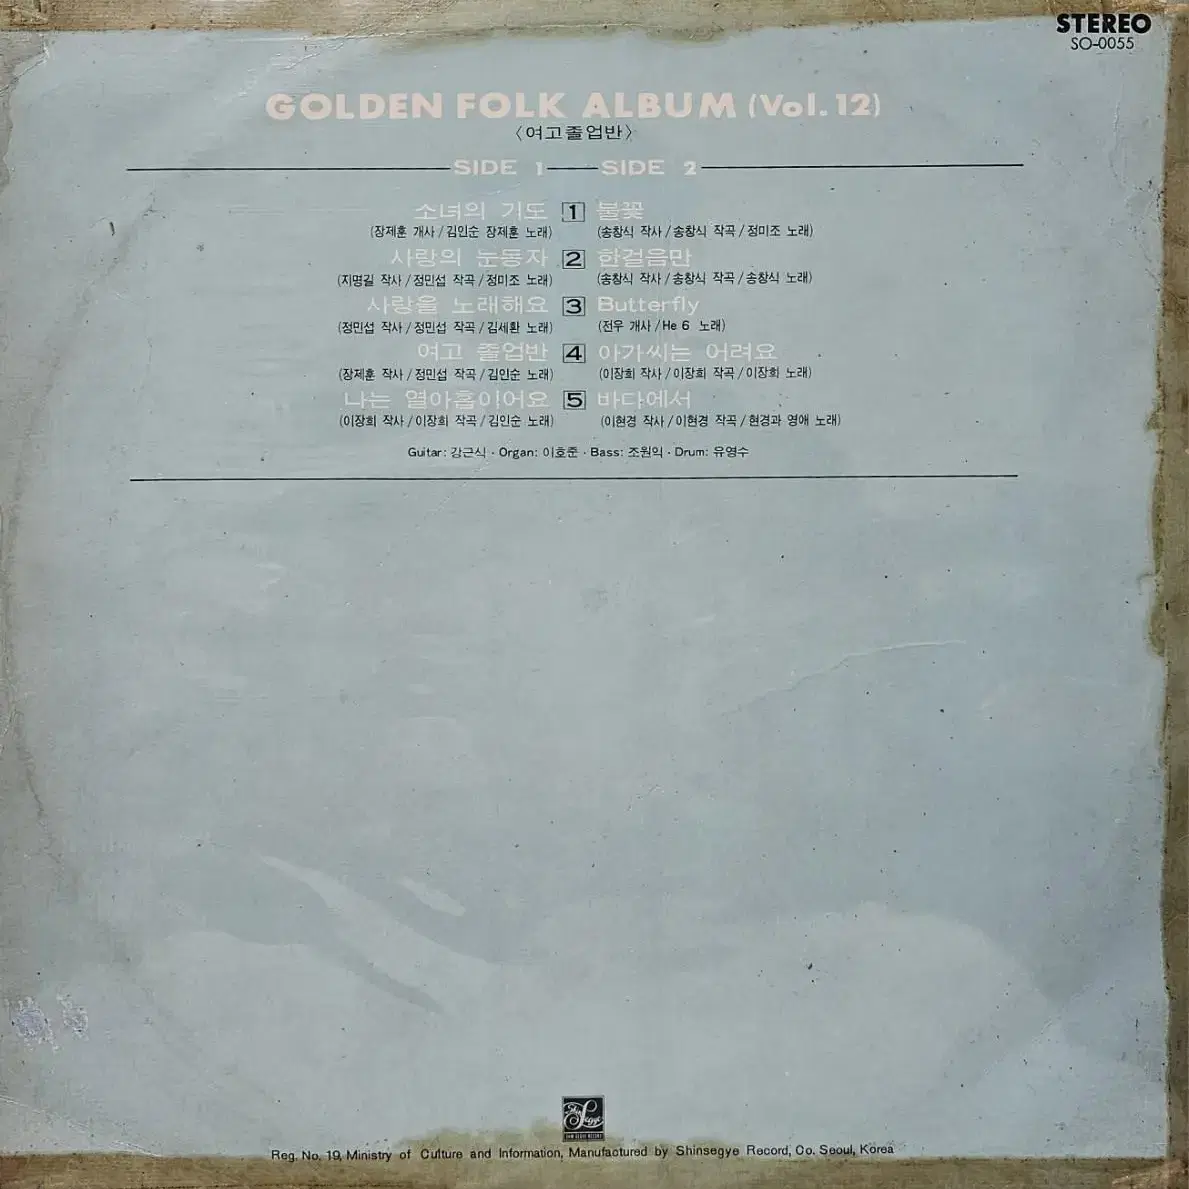 STEREO
SO-0055
GOLDEN FOLK ALBUM (Vol. 12)
〈여고졸업반〉
SIDE 1 SIDE 2
소녀의 기도 1 불꽃
(장제훈 개사/김인순 장제훈 노래) (송창식 작사/송창식 작곡/정미조 노래)
사랑의 눈동자 2 한걸음만
(지명길 작사/정민섭 작곡/정미조 노래) (송창식 작사/송창식 작곡/송창식 노래)
사랑을 노래해요 3 Butterfly
(정민섭 작사/정민섭 작곡/김세환 노래) (전우 개사/He 6 노래)
여고 졸업반 4 아가씨는 어려요
(장제훈 작사/정민섭 작곡/김인순 노래) (이장희 작사/이장희 작곡/이장희 노래)
나는 열아홉이어요 5 바다에서
(이장희 작사/이장희 작곡/김인순 노래) (이현경 작사/이현경 작곡/현경과 영애 노래)
Guitar: 강근식 · Organ: 이호준 · Bass: 조원익 · Drum: 유영수
Reg. No. 19, Ministry of Culture and Information, Manufactured by Shinsegye Record, Co. Seoul, Korea